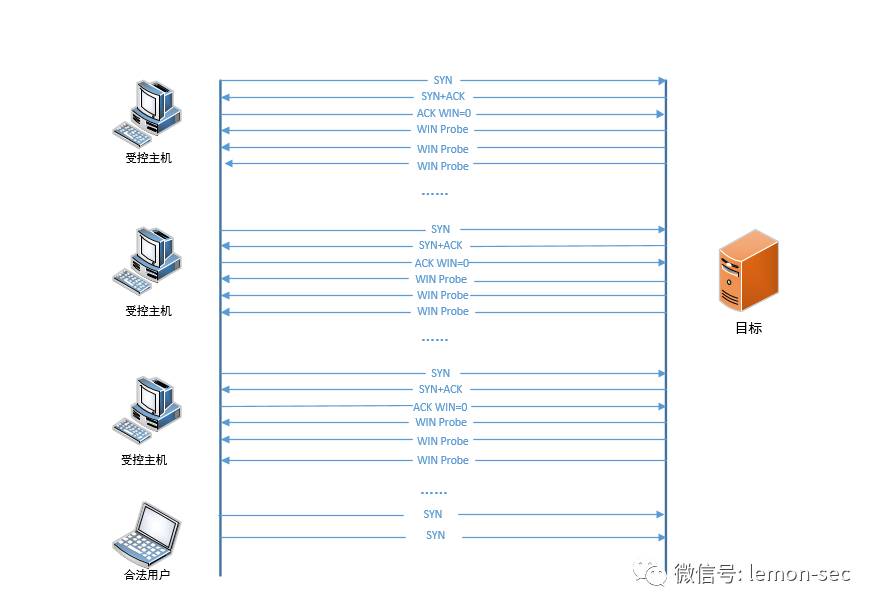 SYN
SYN+ACK
ACK WIN=0
WIN Probe
WIN Probe
WIN Probe
受控主机
......
SYN
SYN+ACK
ACK WIN=0
WIN Probe
WIN Probe
WIN Probe
受控主机
目标
......
SYN
SYN+ACK
ACK WIN=0
WIN Probe
WIN Probe
WIN Probe
受控主机
......
SYN
SYN
合法用户
微信号: lemon-sec